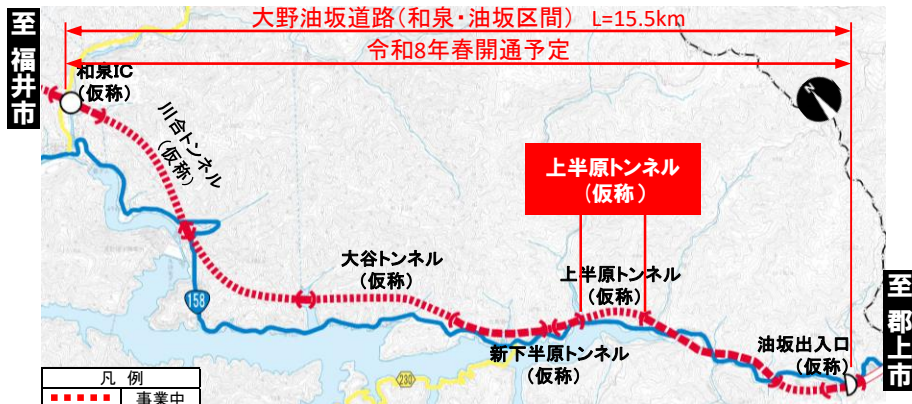 大野油坂道路(和泉・油坂区間) L=15.5km
令和8年春開通予定
至 福井市
和泉IC
(仮称)
川合トンネル
(仮称)
上半原トンネル
(仮称)
大谷トンネル
(仮称)
上半原トンネル
(仮称)
158
新下半原トンネル
(仮称)
油坂出入口
(仮称)
至 郡上市
230
N
凡 例
事業中